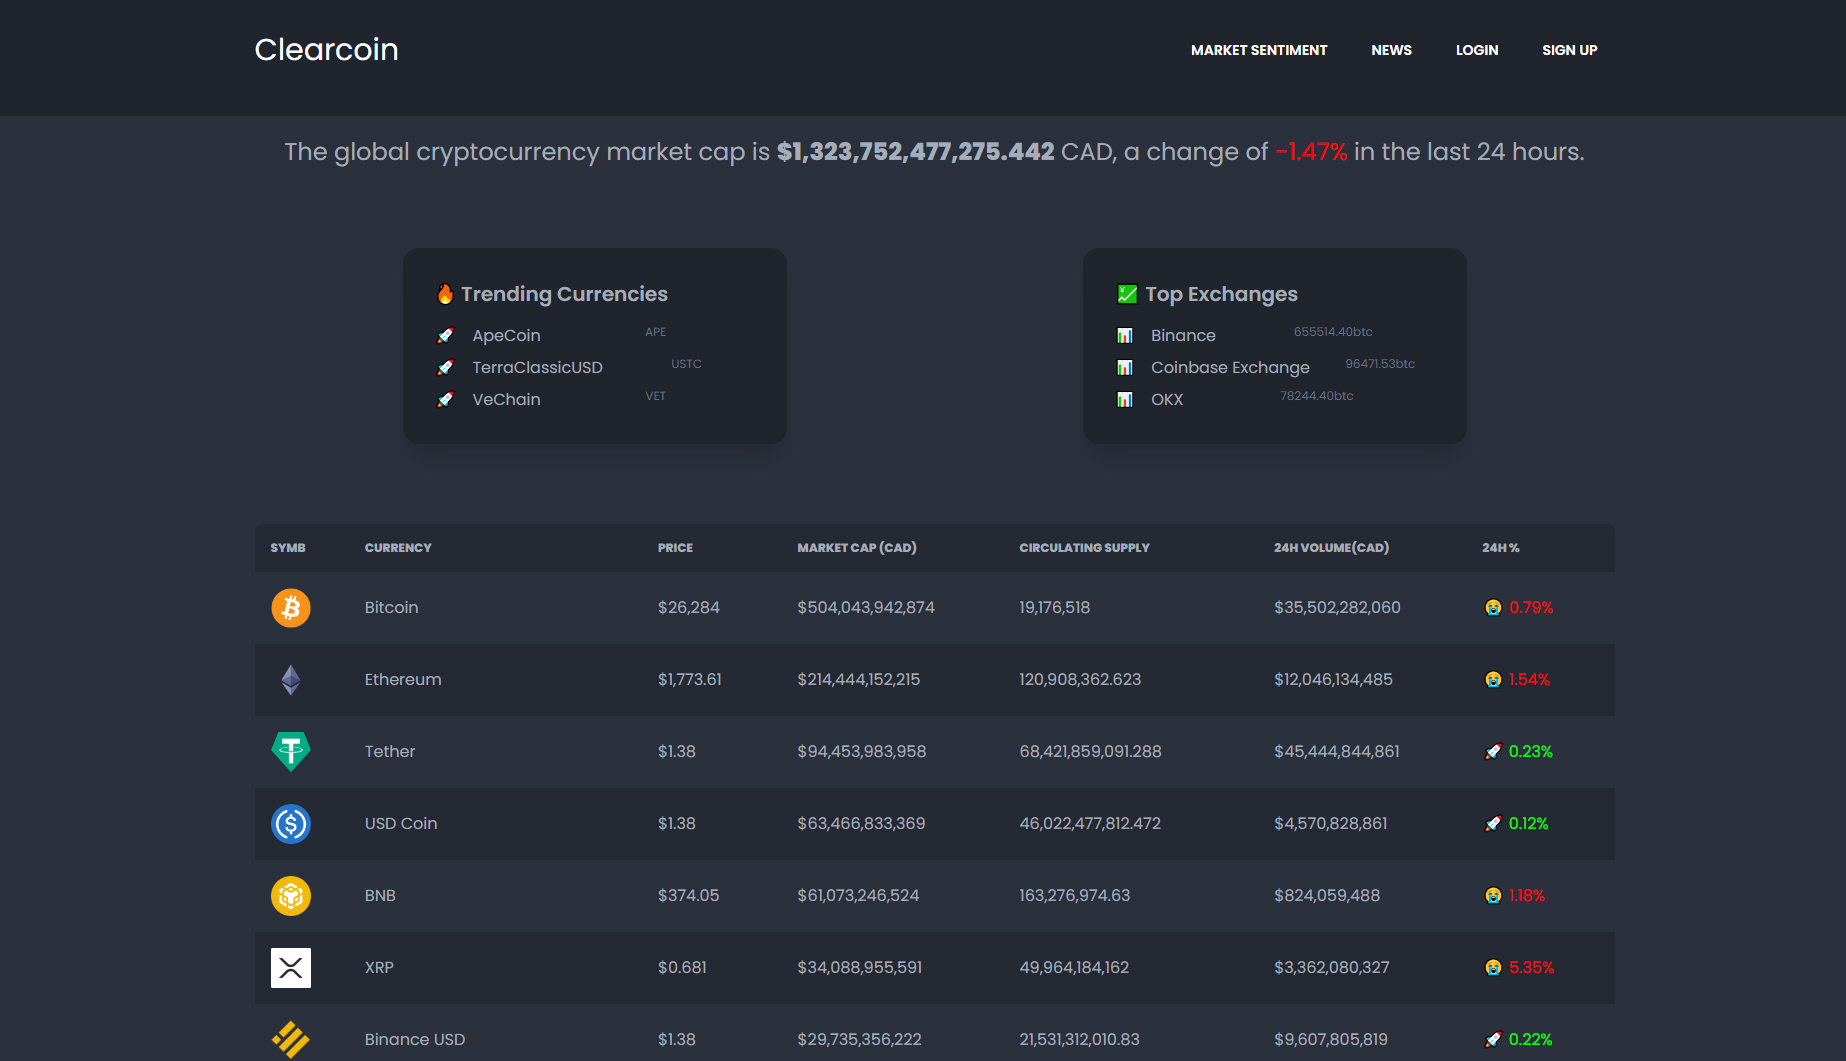 Clearcoin
MARKET SENTIMENT NEWS LOGIN SIGN UP
The global cryptocurrency market cap is $1,323,752,477,275.442 CAD, a change of -1.47% in the last 24 hours.
Trending Currencies
ApeCoin APE
TerraClassicUSD USTC
VeChain VET
Top Exchanges
Binance 655514.40btc
Coinbase Exchange 96471.53btc
OKX 78244.40btc
SYMB CURRENCY PRICE MARKET CAP (CAD) CIRCULATING SUPPLY 24H VOLUME(CAD) 24H %
Bitcoin $26,284 $504,043,942,874 19,176,518 $35,502,282,060 0.79%
Ethereum $1,773.61 $214,444,152,215 120,908,362.623 $12,046,134,485 1.54%
Tether $1.38 $94,453,983,958 68,421,859,091.288 $45,444,844,861 0.23%
USD Coin $1.38 $63,466,833,369 46,022,477,812.472 $4,570,828,861 0.12%
BNB $374.05 $61,073,246,524 163,276,974.63 $824,059,488 1.18%
XRP $0.681 $34,088,955,591 49,964,184,162 $3,362,080,327 5.35%
Binance USD $1.38 $29,735,356,222 21,531,312,010.83 $9,607,805,819 0.22%